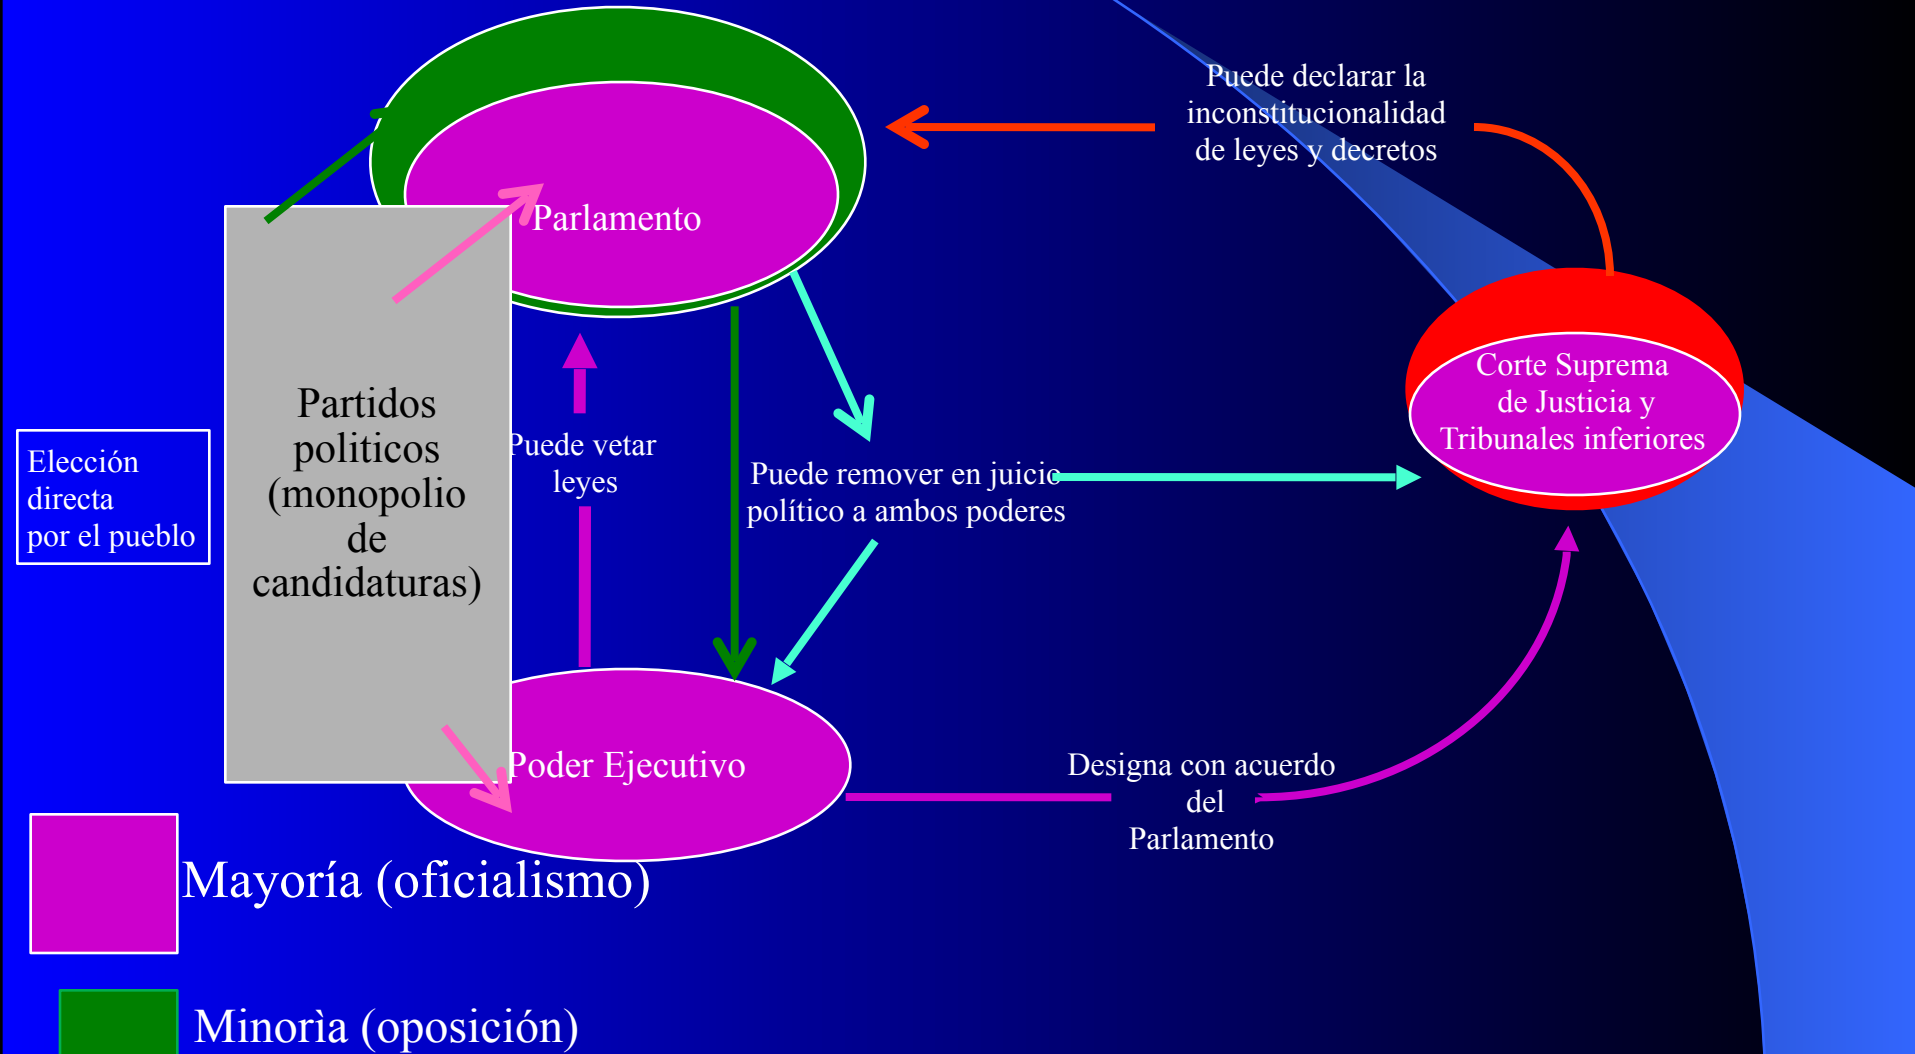 Puede declarar la
inconstitucionalidad
de leyes y decretos
Parlamento
Corte Suprema
de Justicia y
Tribunales inferiores
Partidos
politicos
(monopolio
de
candidaturas)
Elección
directa
por el pueblo
Puede vetar
leyes
Puede remover en juicio
político a ambos poderes
Poder Ejecutivo
Designa con acuerdo
del
Parlamento
Mayoría (oficialismo)
Minorìa (oposición)